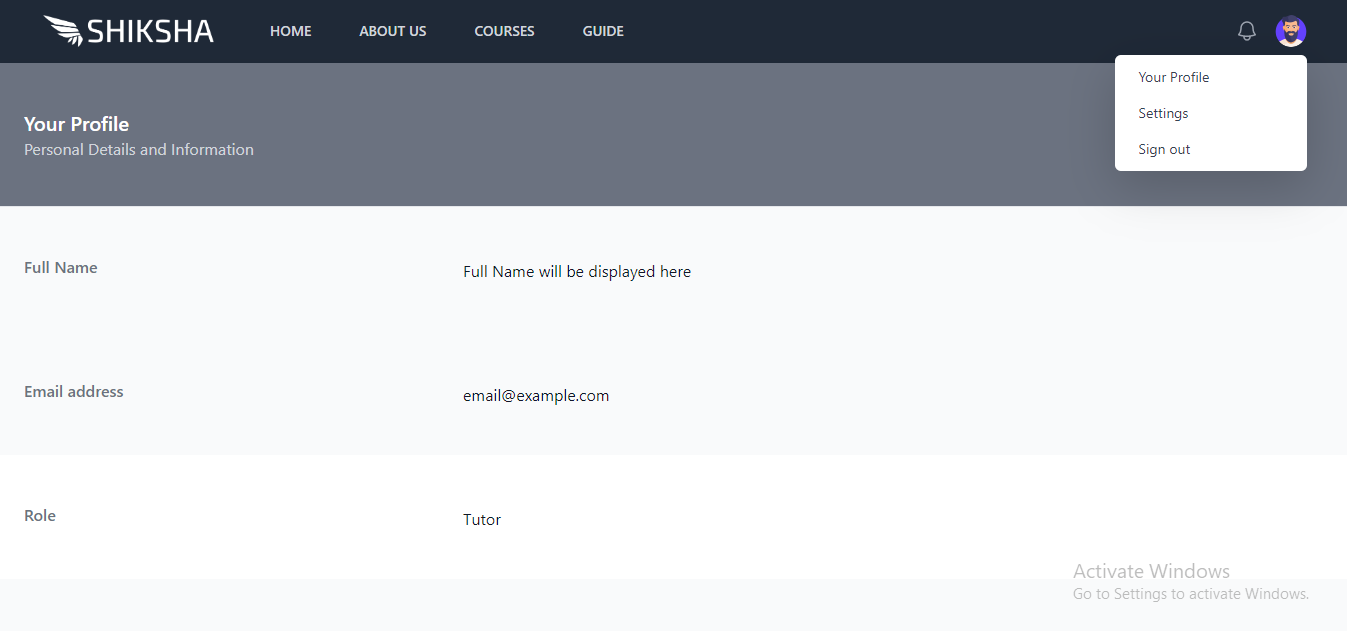 SHIKSHA HOME ABOUT US COURSES GUIDE
Your Profile
Settings
Sign out
Your Profile
Personal Details and Information
Full Name Full Name will be displayed here
Email address email@example.com
Role Tutor
Activate Windows
Go to Settings to activate Windows.